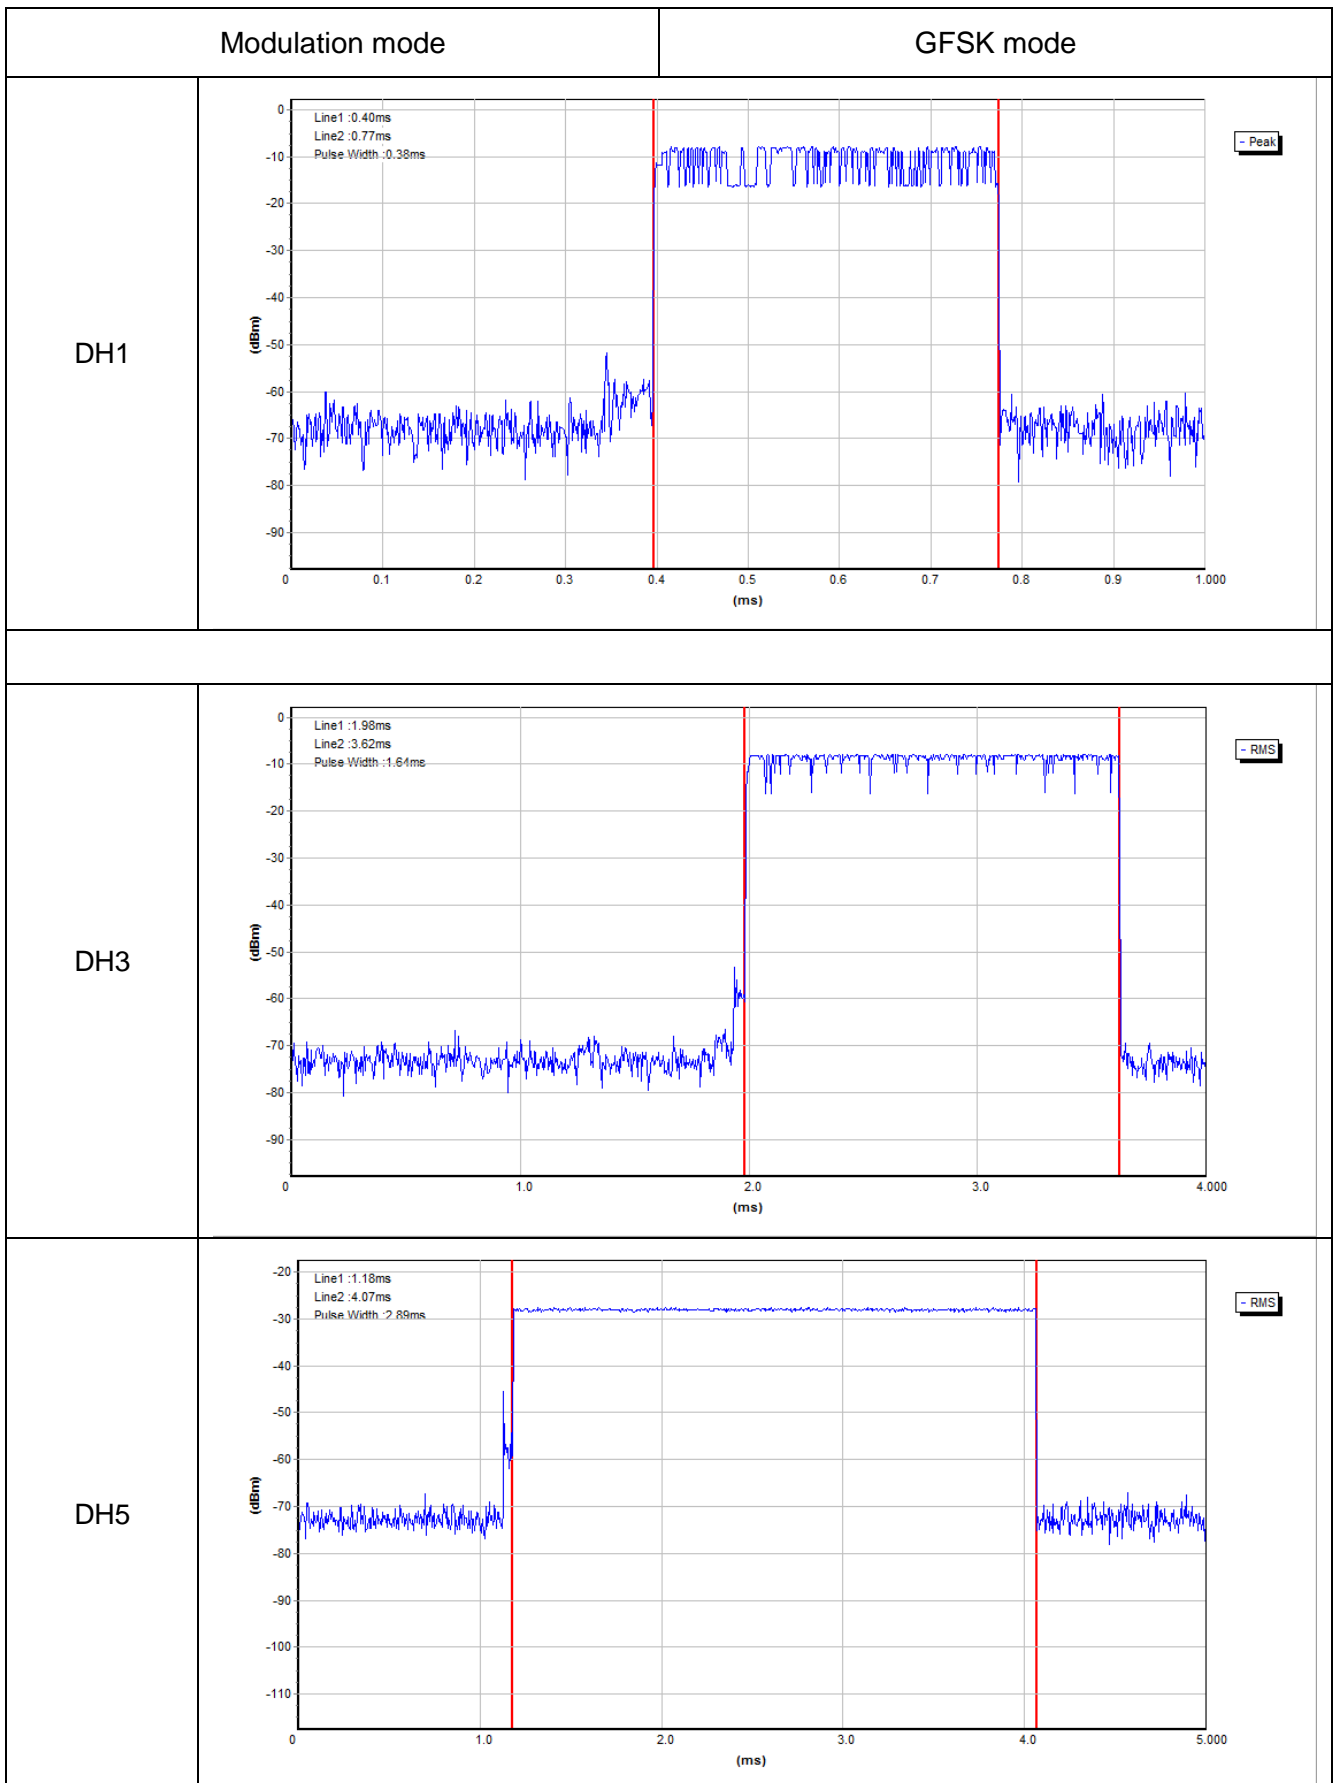 Modulation mode
GFSK mode
DH1
Line1 :0.40ms
Line2 :0.77ms
Pulse Width :0.38ms
- Peak
0
-10
-20
-30
-40
-50
-60
-70
-80
-90
(dBm)
0 0.1 0.2 0.3 0.4 0.5 0.6 0.7 0.8 0.9 1.000
(ms)
DH3
Line1 :1.98ms
Line2 :3.62ms
Pulse Width :1.64ms
- RMS
0
-10
-20
-30
-40
-50
-60
-70
-80
-90
(dBm)
0 1.0 2.0 3.0 4.000
(ms)
DH5
Line1 :1.18ms
Line2 :4.07ms
Pulse Width :2.89ms
- RMS
-20
-30
-40
-50
-60
-70
-80
-90
-100
-110
(dBm)
0 1.0 2.0 3.0 4.0 5.000
(ms)